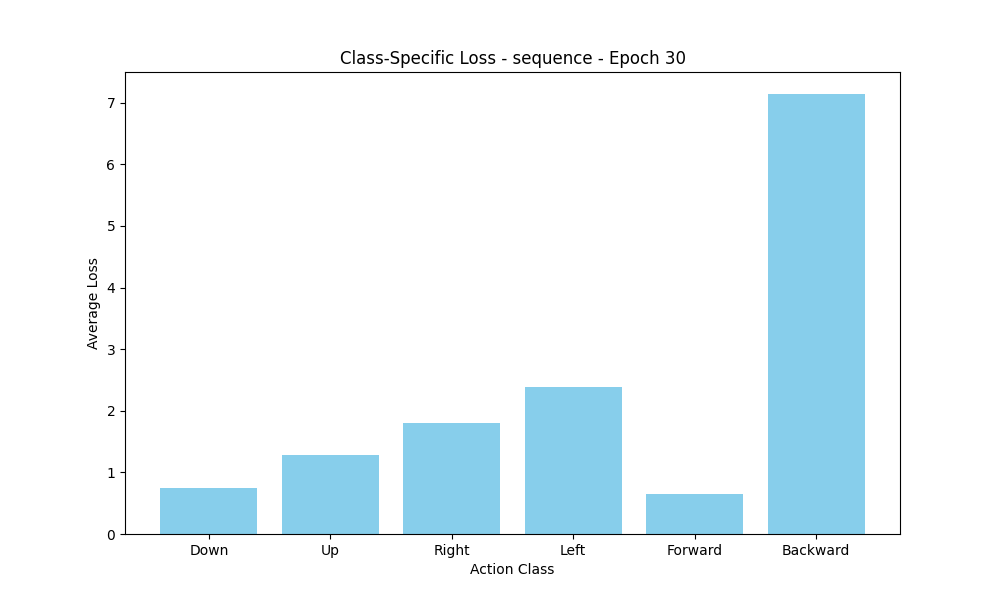 Class-Specific Loss - sequence - Epoch 30
7
6
5
4
3
2
1
0
Average Loss
Down Up Right Left Forward Backward
Action Class